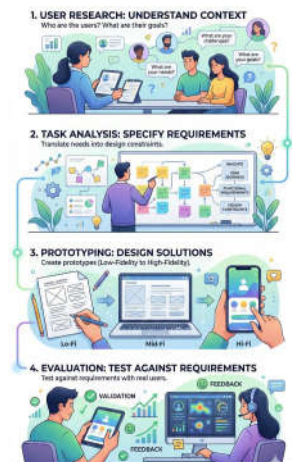 1. USER RESEARCH: UNDERSTAND CONTEXT
Who are the users? What are their goals?
What are your challenges?
What are your needs?
What are your goals?
2. TASK ANALYSIS: SPECIFY REQUIREMENTS
Translate needs into design constraints.
FUNCTIONAL REQUIREMENTS
DESIGN CONSTRAINTS
3. PROTOTYPING: DESIGN SOLUTIONS
Create prototypes (Low-Fidelity to High-Fidelity).
Lo-Fi
Mid-Fi
Hi-Fi
4. EVALUATION: TEST AGAINST REQUIREMENTS
Test against requirements with real users.
VALIDATION
FEEDBACK
FEEDBACK